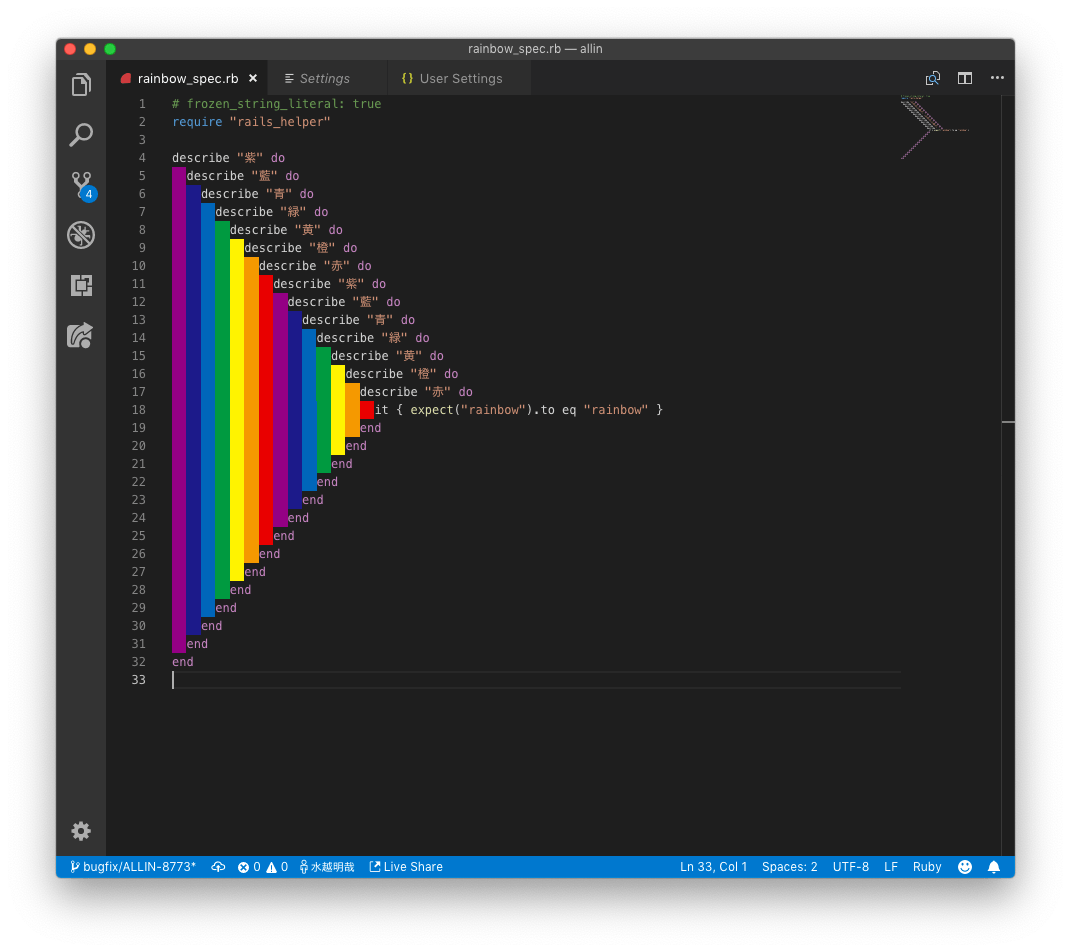 rainbow_spec.rb — allin
rainbow_spec.rb × Settings {} User Settings
1 # frozen_string_literal: true
2 require "rails_helper"
3
4 describe "紫" do
5 describe "藍" do
6 describe "青" do
7 describe "緑" do
8 describe "黄" do
9 describe "橙" do
10 describe "赤" do
11 describe "紫" do
12 describe "藍" do
13 describe "青" do
14 describe "緑" do
15 describe "黄" do
16 describe "橙" do
17 describe "赤" do
18 it { expect("rainbow").to eq "rainbow" }
19 end
20 end
21 end
22 end
23 end
24 end
25 end
26 end
27 end
28 end
29 end
30 end
31 end
32 end
33
4
bugfix/ALLIN-8773* 0 0 水越明哉 Live Share Ln 33, Col 1 Spaces: 2 UTF-8 LF Ruby